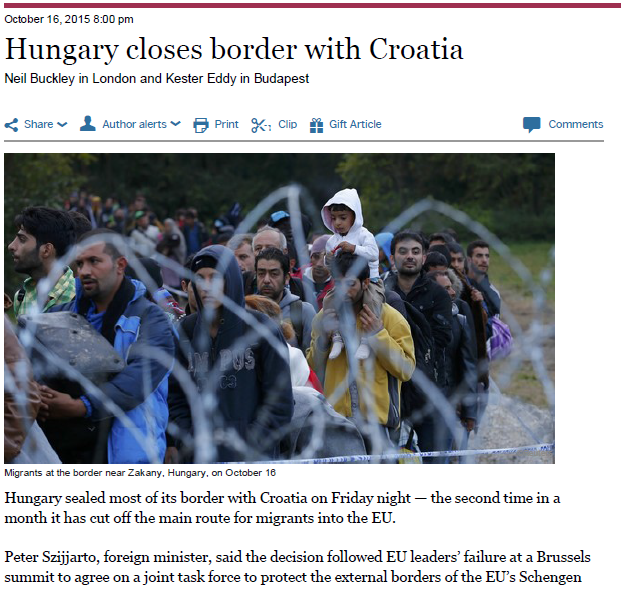 October 16, 2015 8:00 pm
Hungary closes border with Croatia
Neil Buckley in London and Kester Eddy in Budapest
Share Author alerts Print Clip Gift Article Comments
Migrants at the border near Zakany, Hungary, on October 16
Hungary sealed most of its border with Croatia on Friday night — the second time in a
month it has cut off the main route for migrants into the EU.
Peter Szijjarto, foreign minister, said the decision followed EU leaders’ failure at a Brussels
summit to agree on a joint task force to protect the external borders of the EU’s Schengen